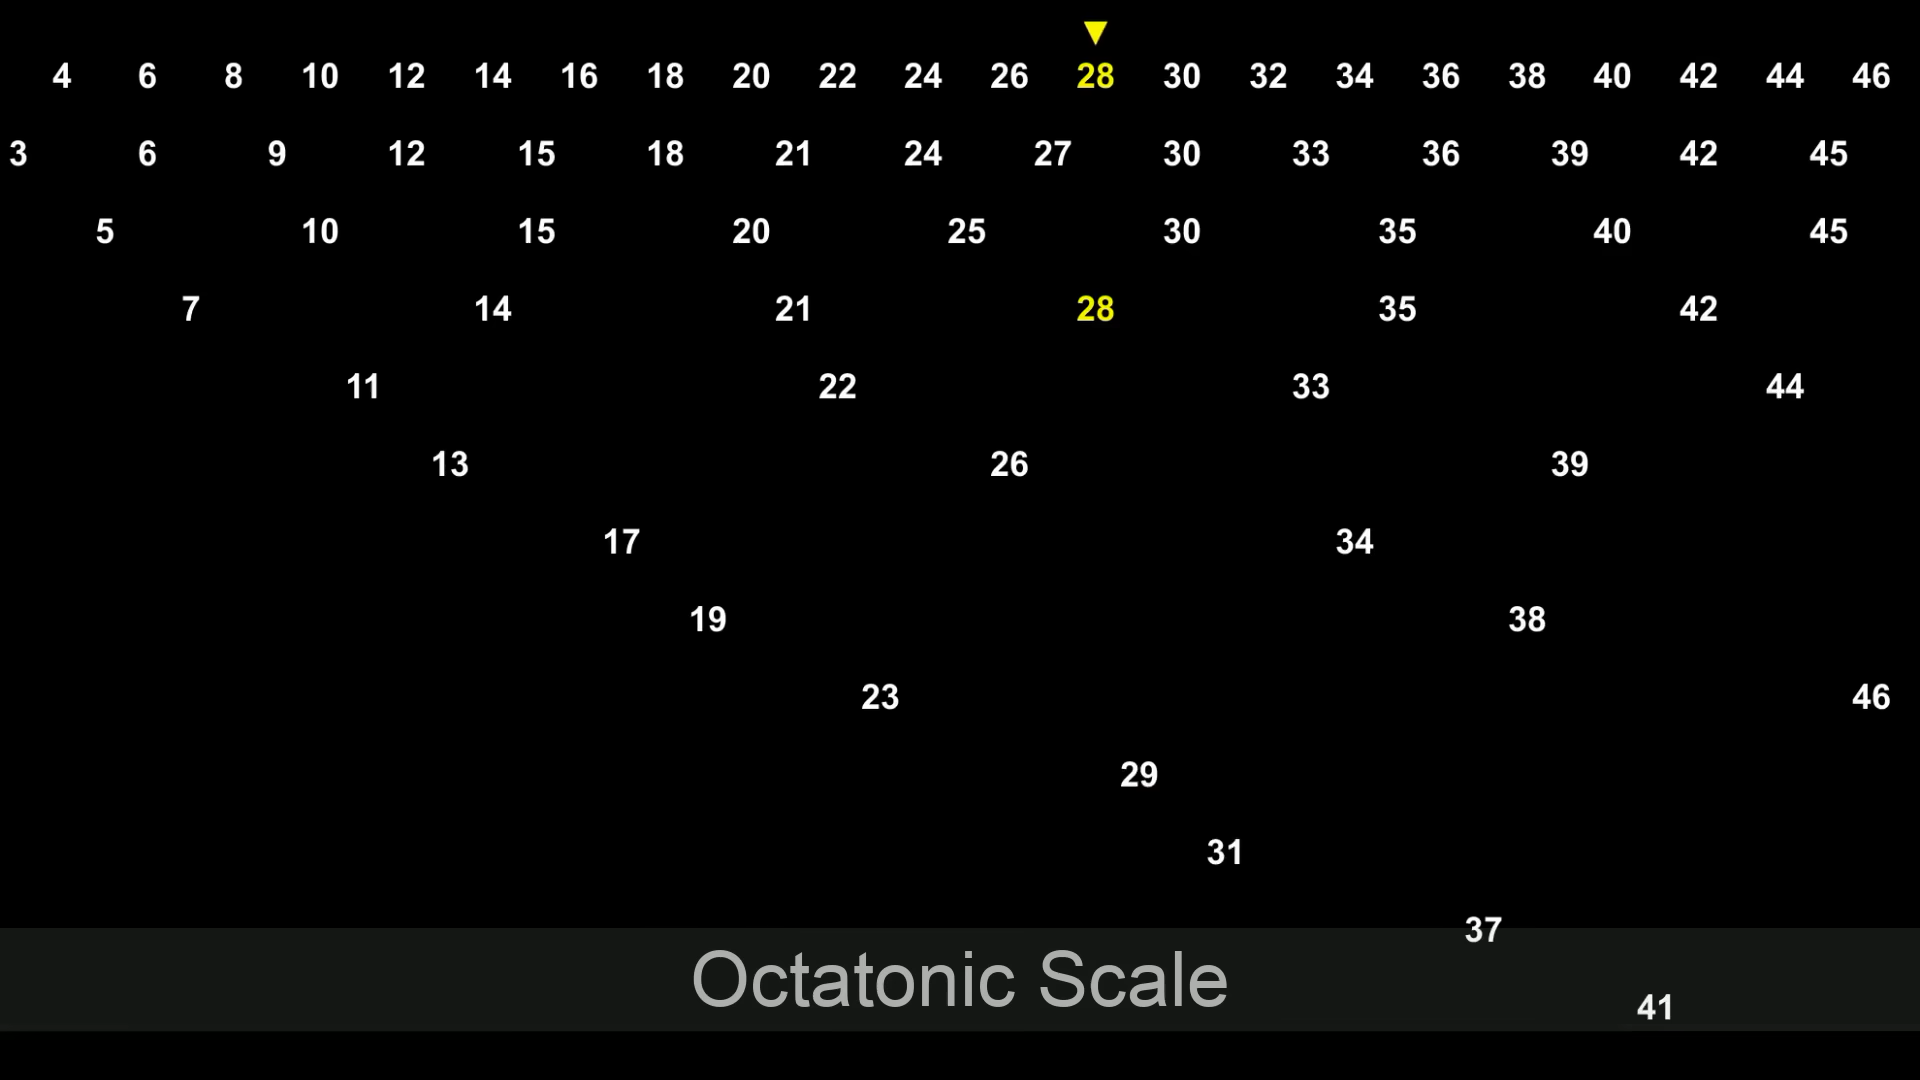 4 6 8 10 12 14 16 18 20 22 24 26 28 30 32 34 36 38 40 42 44 46
3 6 9 12 15 18 21 24 27 30 33 36 39 42 45
5 10 15 20 25 30 35 40 45
7 14 21 28 35 42
11 22 33 44
13 26 39
17 34
19 38
23 46
29
31
37
Octatonic Scale
41